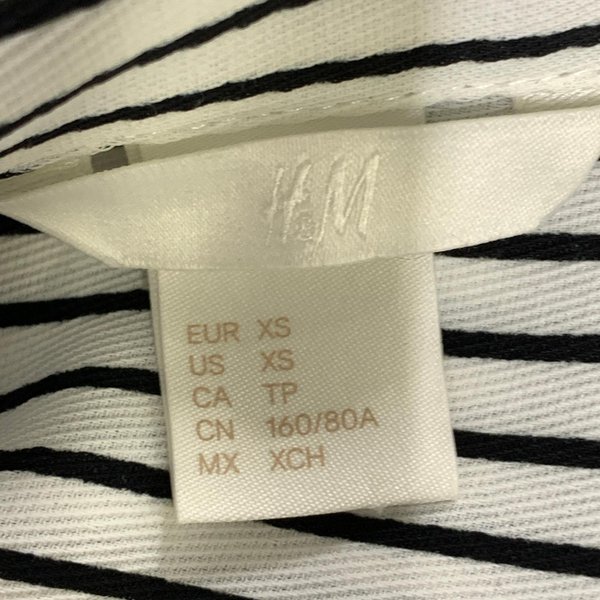 H&M
EUR XS
US XS
CA TP
CN 160/80A
MX XCH